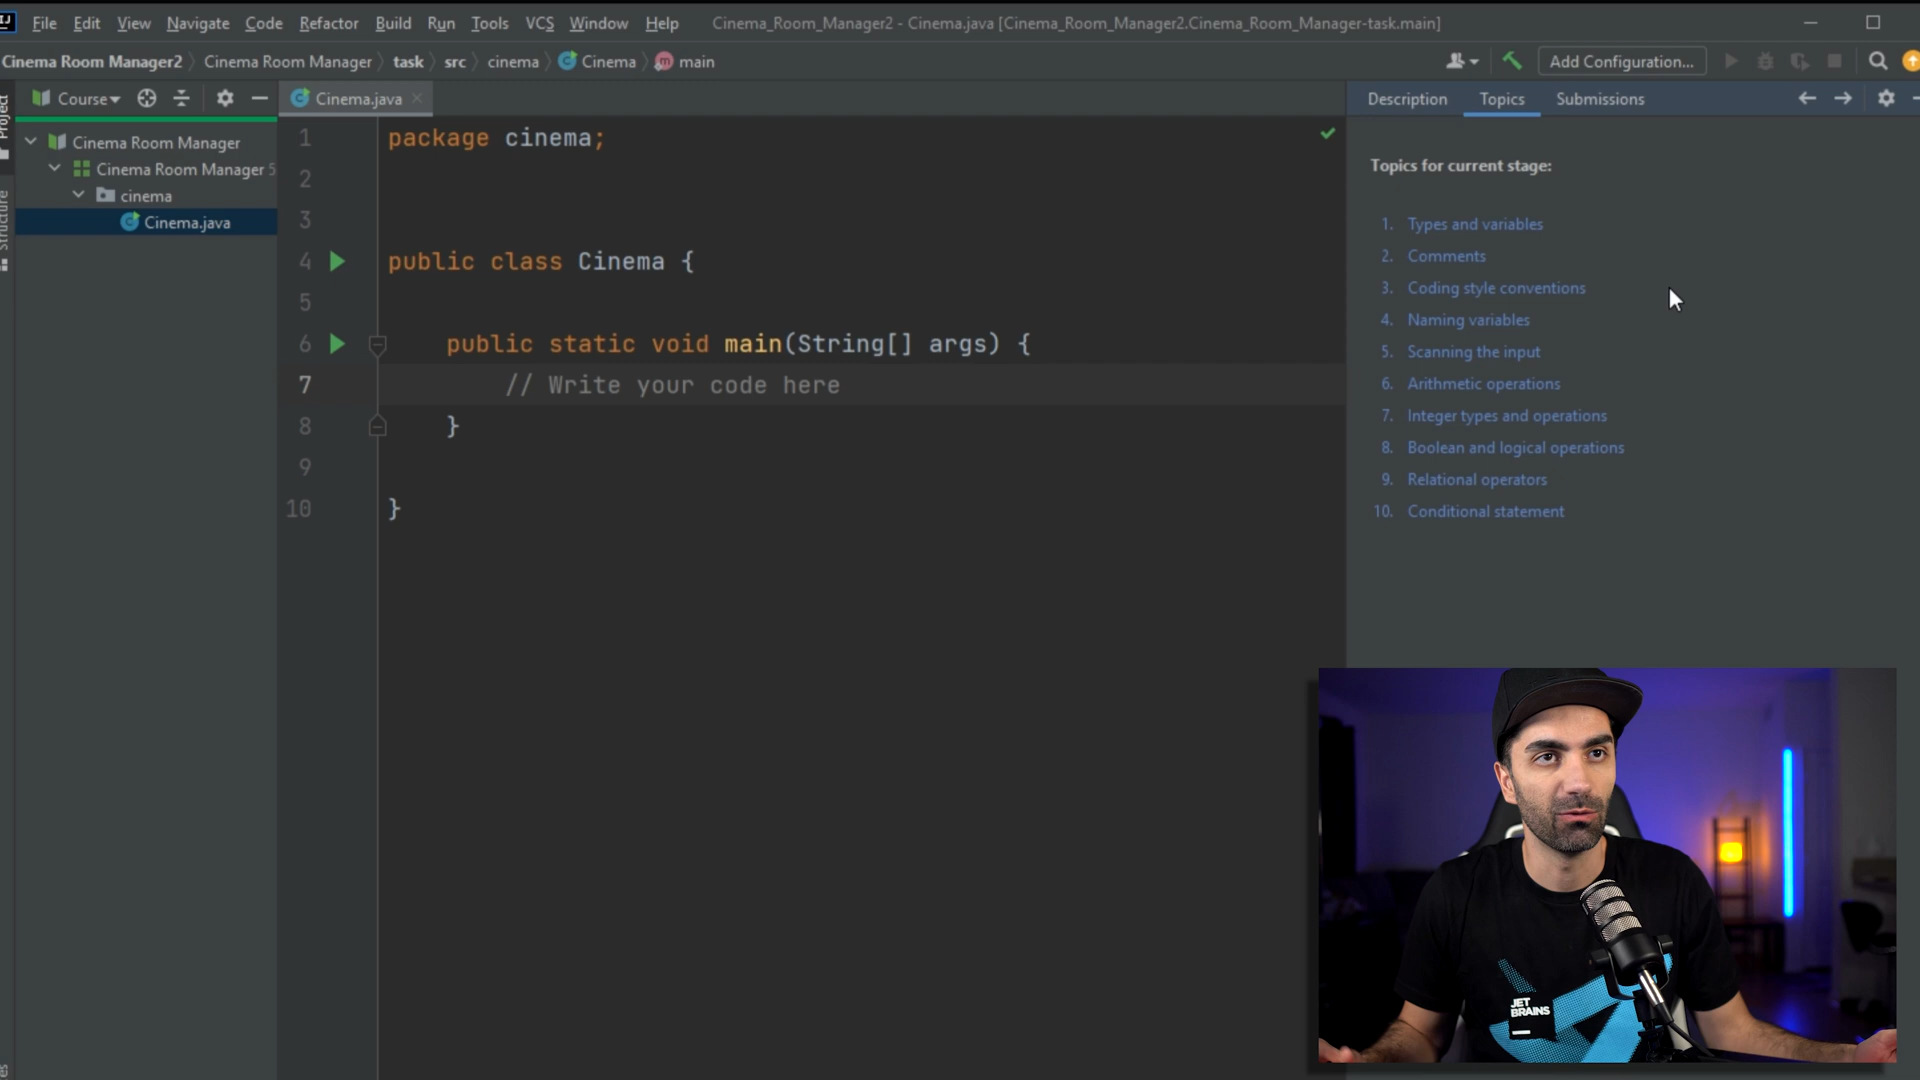 File Edit View Navigate Code Refactor Build Run Tools VCS Window Help Cinema_Room_Manager2 - Cinema.java [Cinema_Room_Manager2.Cinema_Room_Manager-task.main]
Cinema Room Manager2 Cinema Room Manager task src cinema Cinema main Add Configuration...
Project
Structure
Course
Cinema.java
Description Topics Submissions
Cinema Room Manager
Cinema Room Manager 5
cinema
Cinema.java
1 package cinema;
2
3
4 public class Cinema {
5
6 public static void main(String[] args) {
7 // Write your code here
8 }
9
10 }
Topics for current stage:
1. Types and variables
2. Comments
3. Coding style conventions
4. Naming variables
5. Scanning the input
6. Arithmetic operations
7. Integer types and operations
8. Boolean and logical operations
9. Relational operators
10. Conditional statement
JET
BRAINS